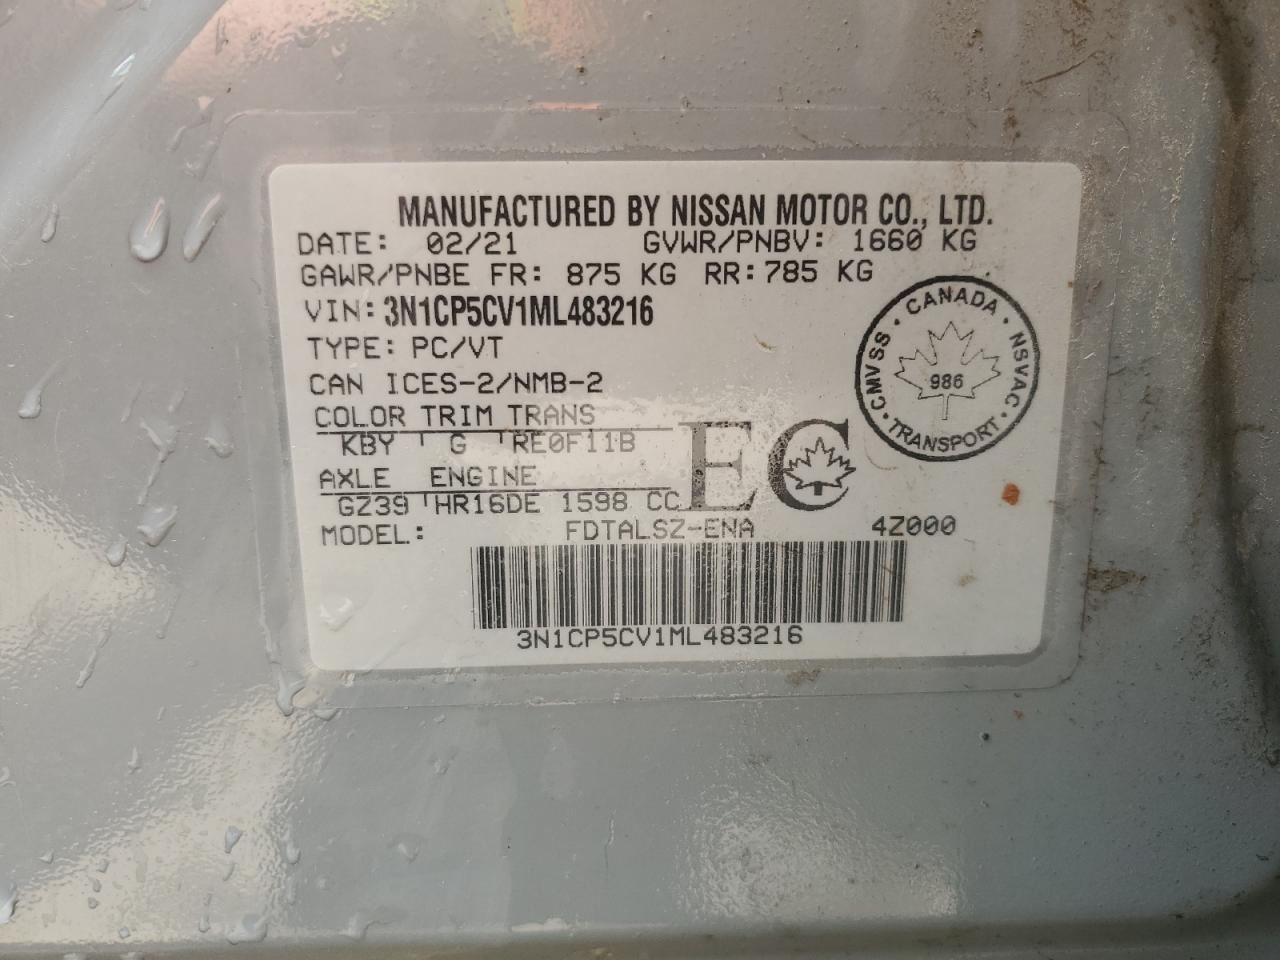 MANUFACTURED BY NISSAN MOTOR CO., LTD.
DATE: 02/21 GVWR/PNBV: 1660 KG
GAWR/PNBE FR: 875 KG RR: 785 KG
VIN: 3N1CP5CV1ML483216
TYPE: PC/VT
CAN ICES-2/NMB-2
COLOR TRIM TRANS
KBY G RE0F11B
AXLE ENGINE
GZ39 HR16DE 1598 CC
EC
MODEL: FDTALSZ-ENA 4Z000
3N1CP5CV1ML483216
CANADA
CMVSS · NSVAC
986
TRANSPORT